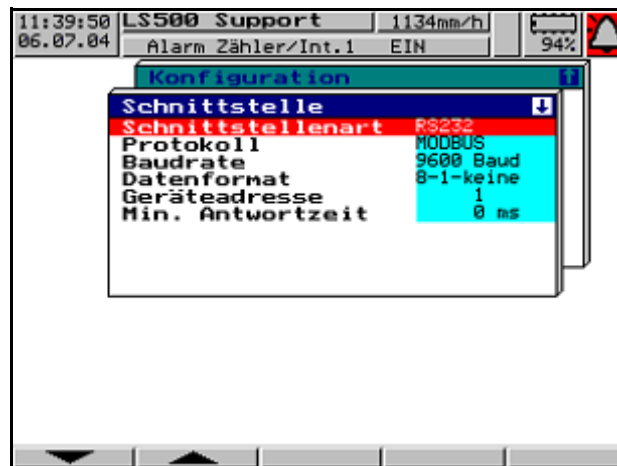 11:39:50 LS500 Support 1134mm/h
06.07.04 Alarm Zähler/Int.1 EIN 94%
Konfiguration
Schnittstelle
Schnittstellenart RS232
Protokoll MODBUS
Baudrate 9600 Baud
Datenformat 8-1-keine
Geräteadresse 1
Min. Antwortzeit 0 ms